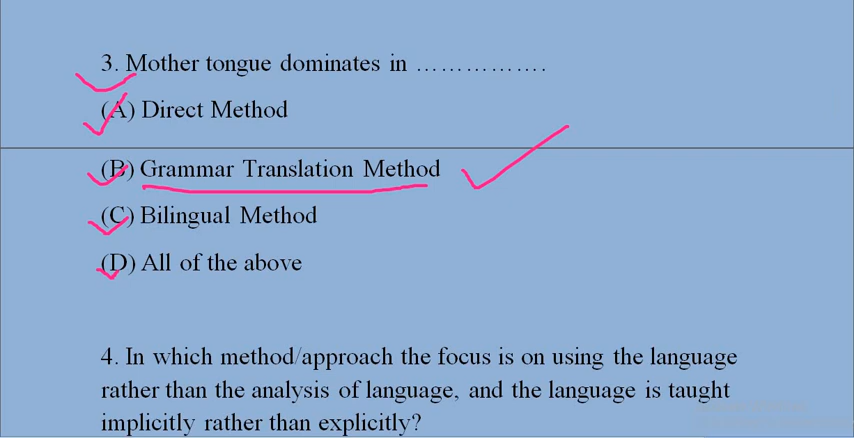 3. Mother tongue dominates in …………….
(A) Direct Method
(B) Grammar Translation Method
(C) Bilingual Method
(D) All of the above
4. In which method/approach the focus is on using the language
rather than the analysis of language, and the language is taught
implicitly rather than explicitly?